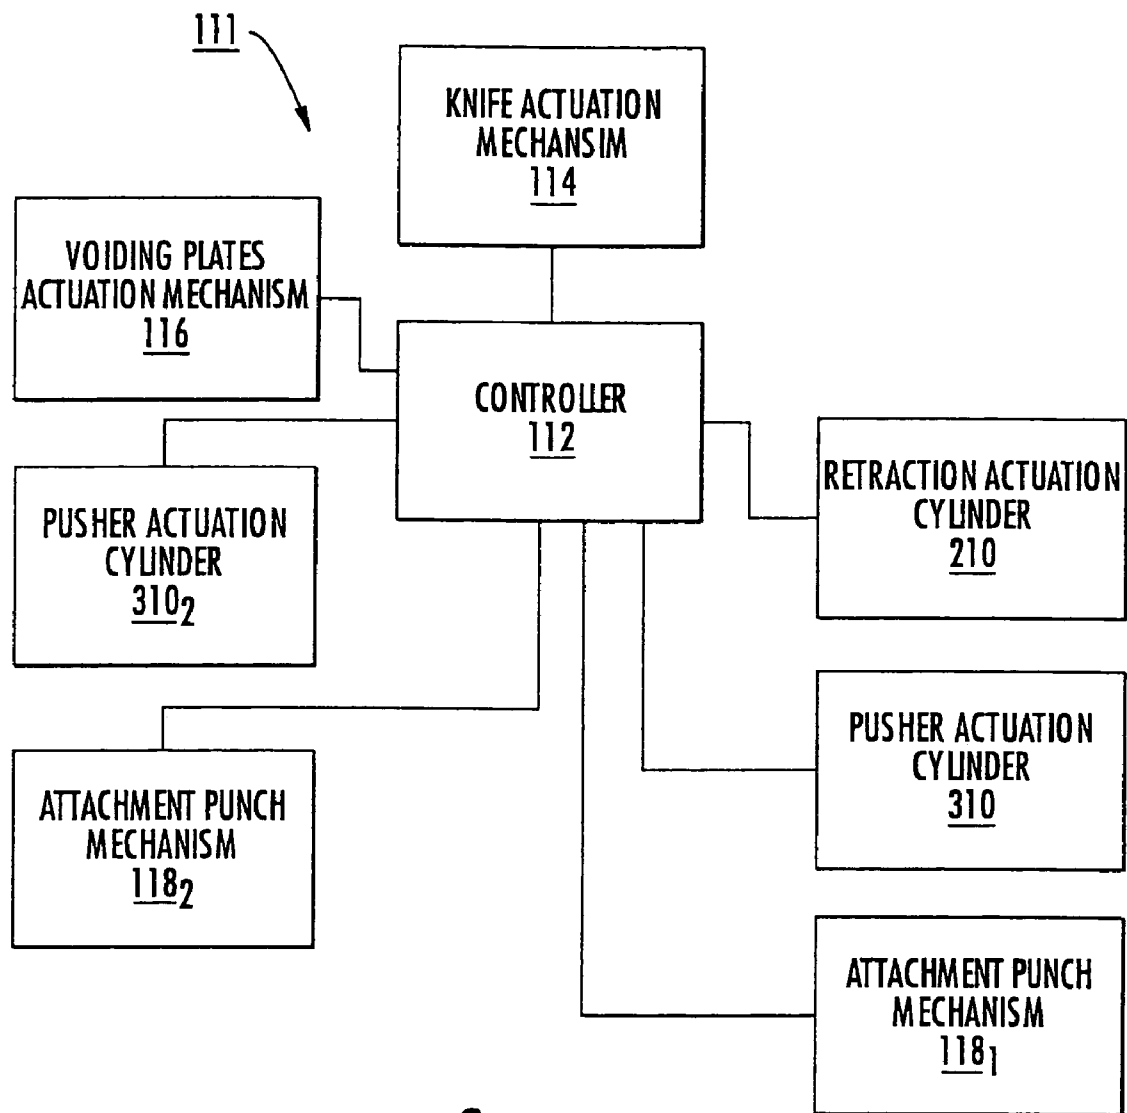 111
KNIFE ACTUATION
MECHANSIM
114
VOIDING PLATES
ACTUATION MECHANISM
116
CONTROLLER
112
PUSHER ACTUATION
CYLINDER
310₂
RETRACTION ACTUATION
CYLINDER
210
ATTACHMENT PUNCH
MECHANISM
118₂
PUSHER ACTUATION
CYLINDER
310
ATTACHMENT PUNCH
MECHANISM
118₁